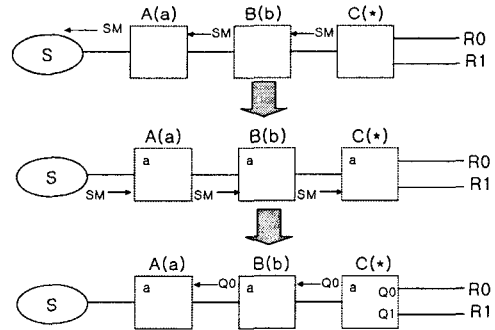 A(a) B(b) C(*)
SM SM SM
S R0
R1
A(a) B(b) C(*)
a a a
S R0
SM SM SM R1
A(a) B(b) C(*)
a Q0 a Q0 a
S Q0 R0
Q1 R1